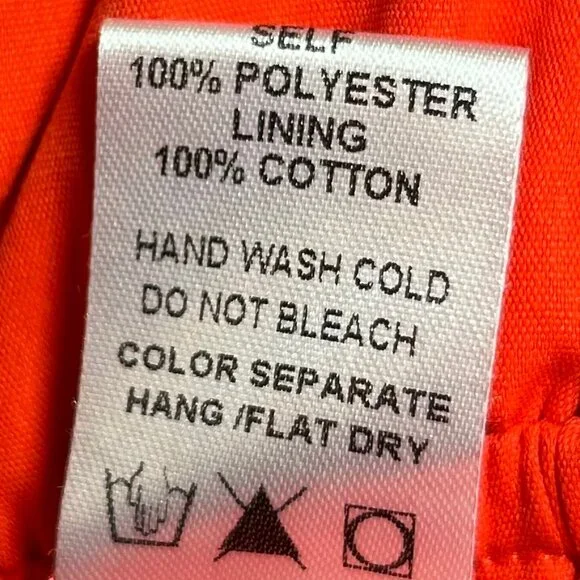 SELF
100% POLYESTER
LINING
100% COTTON
HAND WASH COLD
DO NOT BLEACH
COLOR SEPARATE
HANG /FLAT DRY